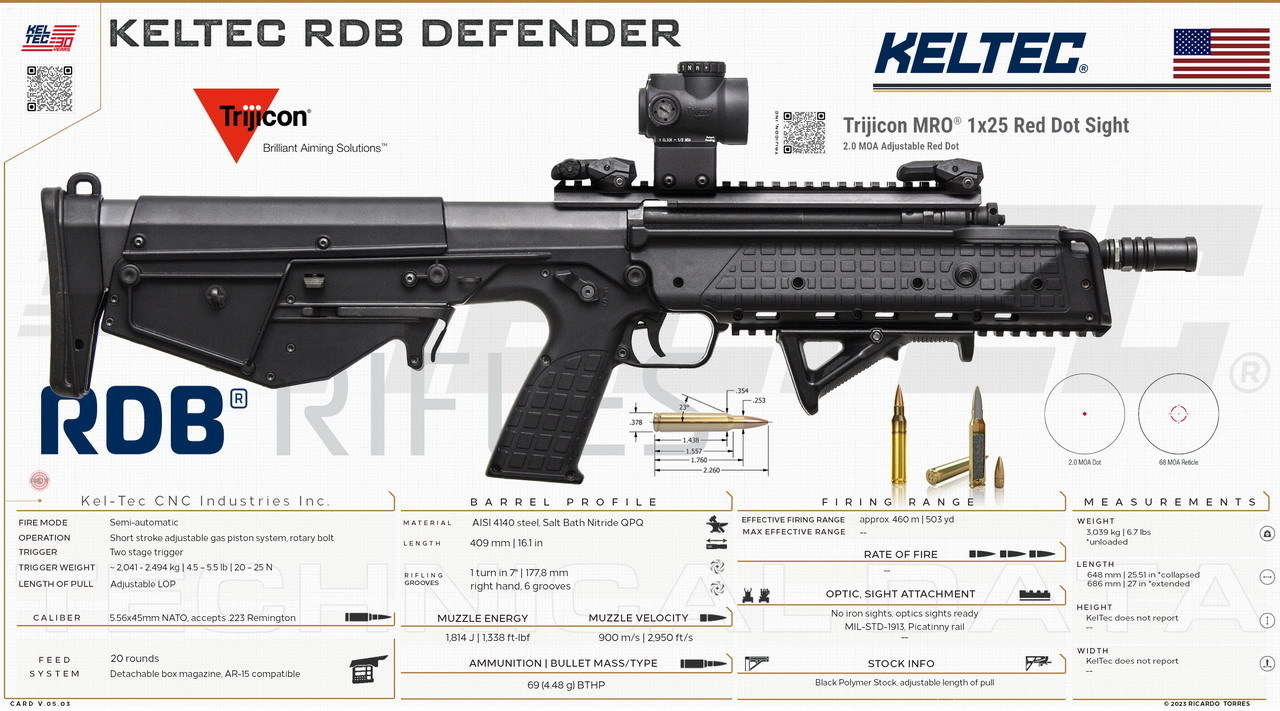 KEL TEC 30 YEARS
KELTEC RDB DEFENDER
KELTEC®
Trijicon®
Brilliant Aiming Solutions™
TRIJICON, INC
Trijicon MRO® 1x25 Red Dot Sight
2.0 MOA Adjustable Red Dot
RDB®
RIFLES
®
.354
.253
23°
.378
1.438
1.557
1.760
2.260
2.0 MOA Dot
68 MOA Reticle
Kel-Tec CNC Industries Inc.
FIRE MODE Semi-automatic
OPERATION Short stroke adjustable gas piston system, rotary bolt
TRIGGER Two stage trigger
TRIGGER WEIGHT ~ 2,041 - 2,494 kg | 4.5 – 5.5 lb | 20 – 25 N
LENGTH OF PULL Adjustable LOP
CALIBER 5.56x45mm NATO, accepts .223 Remington
FEED SYSTEM
20 rounds
Detachable box magazine, AR-15 compatible
BARREL PROFILE
MATERIAL AISI 4140 steel, Salt Bath Nitride QPQ
LENGTH 409 mm | 16.1 in
RIFLING GROOVES
1 turn in 7" | 177,8 mm
right hand, 6 grooves
MUZZLE ENERGY MUZZLE VELOCITY
1,814 J | 1,338 ft-lbf 900 m/s | 2,950 ft/s
AMMUNITION | BULLET MASS/TYPE
69 (4.48 g) BTHP
FIRING RANGE
EFFECTIVE FIRING RANGE approx. 460 m | 503 yd
MAX EFFECTIVE RANGE --
RATE OF FIRE
--
OPTIC, SIGHT ATTACHMENT
No iron sights, optics sights ready
MIL-STD-1913, Picatinny rail
--
STOCK INFO
Black Polymer Stock, adjustable length of pull
MEASUREMENTS
WEIGHT
3,039 kg | 6.7 lbs
*unloaded
LENGTH
648 mm | 25.51 in *collapsed
686 mm | 27 in *extended
HEIGHT
KelTec does not report
--
WIDTH
KelTec does not report
--
TECHNICAL DATA
CARD V.05.03
© 2023 RICARDO TORRES